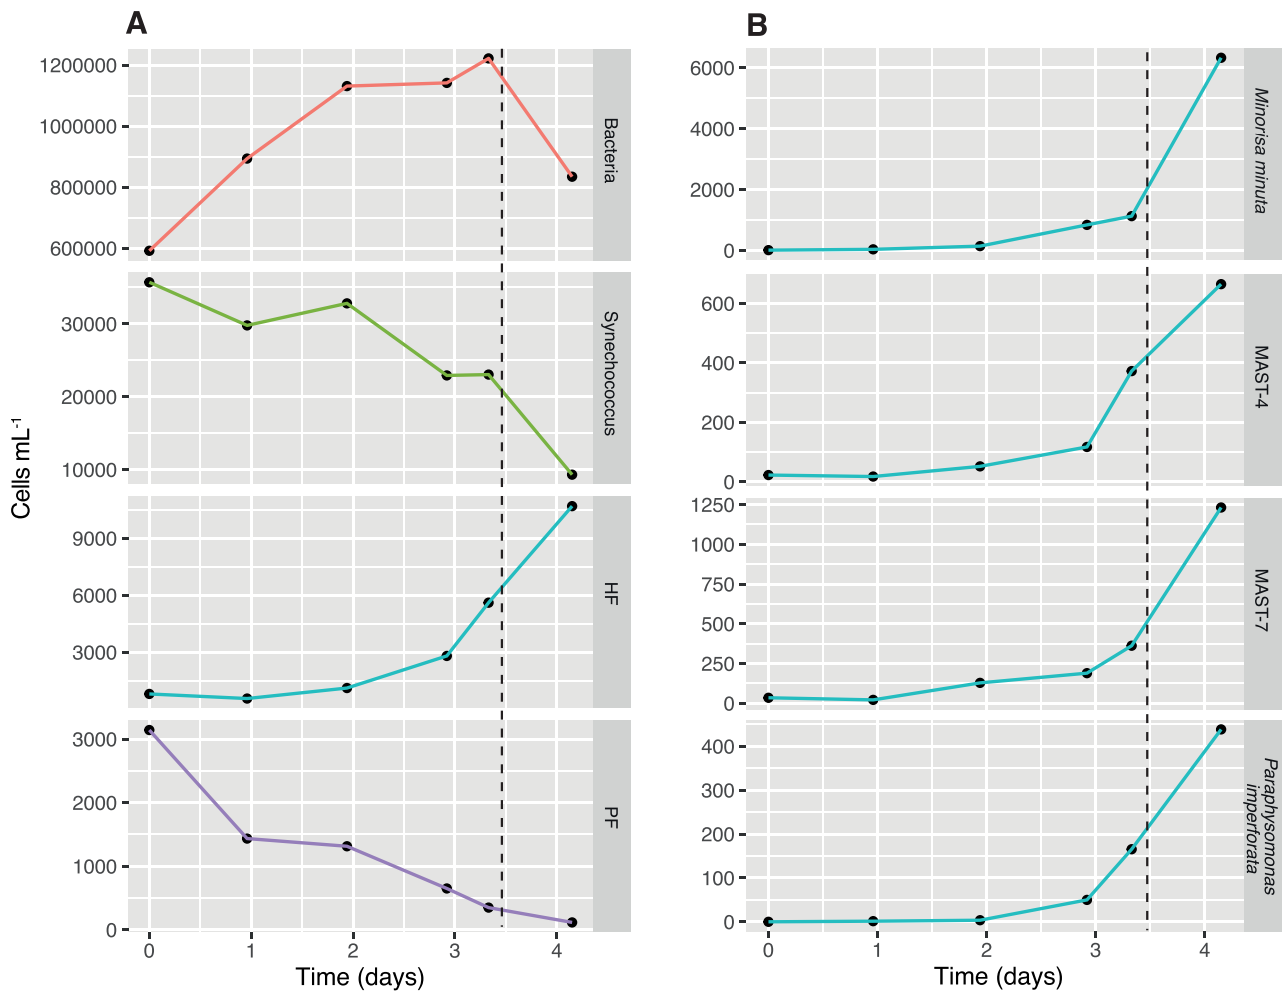 A
1200000
1000000
800000
600000
Bacteria
30000
20000
10000
Synechococcus
9000
6000
3000
HF
3000
2000
1000
0
PF
0 1 2 3 4
Time (days)
Cells mL⁻¹
B
6000
4000
2000
0
Minorisa minuta
600
400
200
0
MAST-4
1250
1000
750
500
250
0
MAST-7
400
300
200
100
0
Paraphysomonas
imperforata
0 1 2 3 4
Time (days)